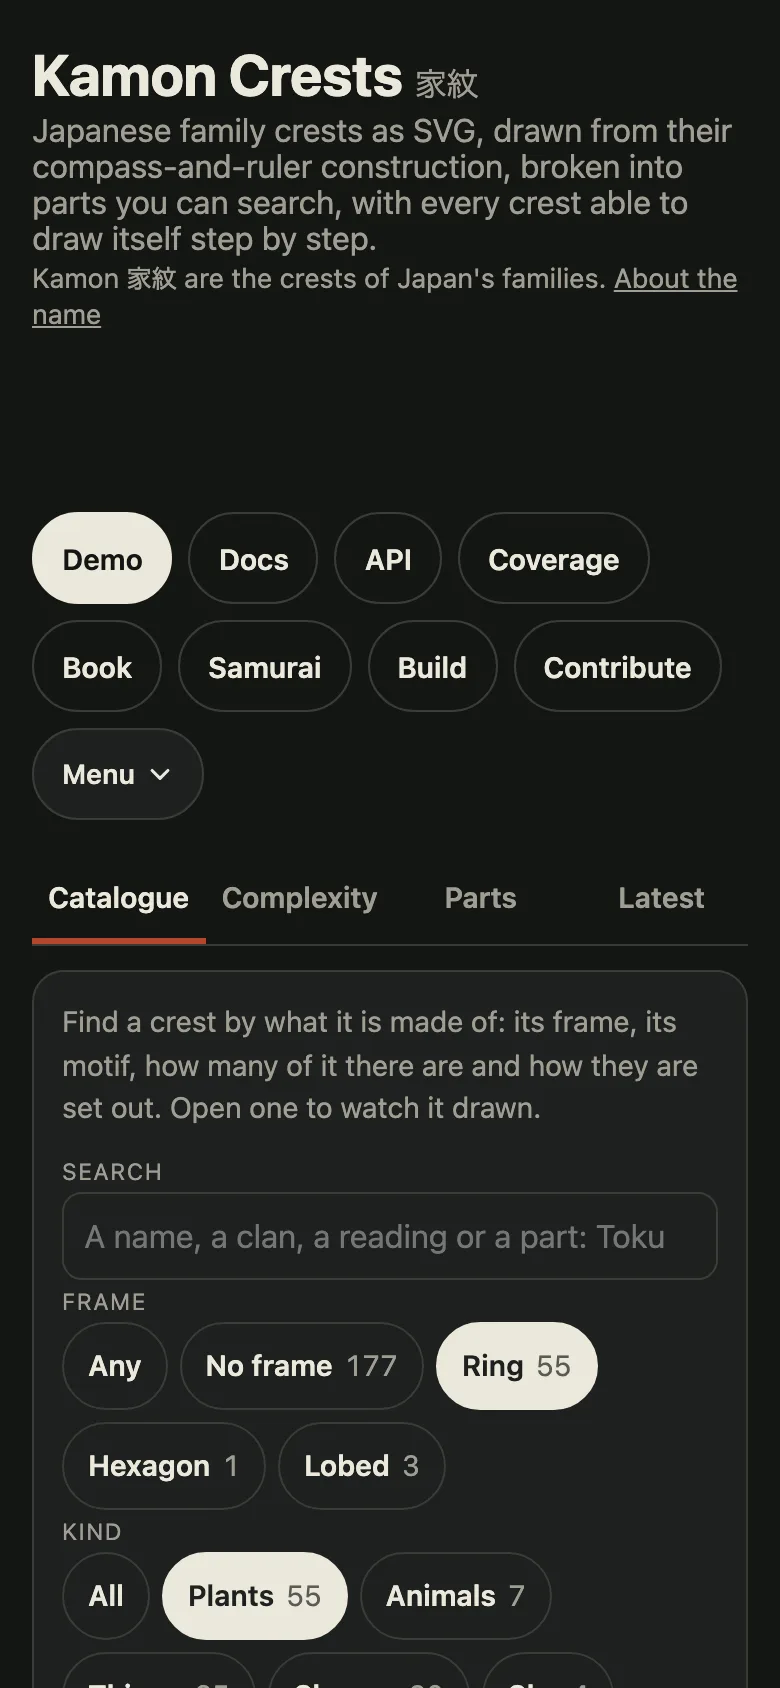 Kamon Crests 家紋
Japanese family crests as SVG, drawn from their
compass-and-ruler construction, broken into
parts you can search, with every crest able to
draw itself step by step.
Kamon 家紋 are the crests of Japan's families. About the
name
Demo Docs API Coverage
Book Samurai Build Contribute
Menu
Catalogue Complexity Parts Latest
Find a crest by what it is made of: its frame, its
motif, how many of it there are and how they are
set out. Open one to watch it drawn.
SEARCH
A name, a clan, a reading or a part: Toku
FRAME
Any No frame 177 Ring 55
Hexagon 1 Lobed 3
KIND
All Plants 55 Animals 7